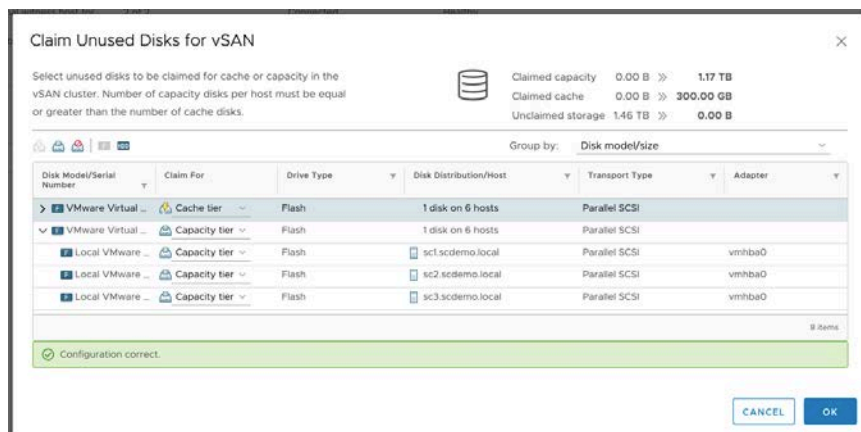 Claim Unused Disks for vSAN
Select unused disks to be claimed for cache or capacity in the
vSAN cluster. Number of capacity disks per host must be equal
or greater than the number of cache disks.
Claimed capacity 0.00 B >> 1.17 TB
Claimed cache 0.00 B >> 300.00 GB
Unclaimed storage 1.46 TB >> 0.00 B
Group by: Disk model/size
Disk Model/Serial Number Claim For Drive Type Disk Distribution/Host Transport Type Adapter
VMware Virtual ... Cache tier Flash 1 disk on 6 hosts Parallel SCSI
VMware Virtual ... Capacity tier Flash 1 disk on 6 hosts Parallel SCSI
Local VMware ... Capacity tier Flash sc1.scdemo.local Parallel SCSI vmhba0
Local VMware ... Capacity tier Flash sc2.scdemo.local Parallel SCSI vmhba0
Local VMware ... Capacity tier Flash sc3.scdemo.local Parallel SCSI vmhba0
8 items
Configuration correct.
CANCEL OK